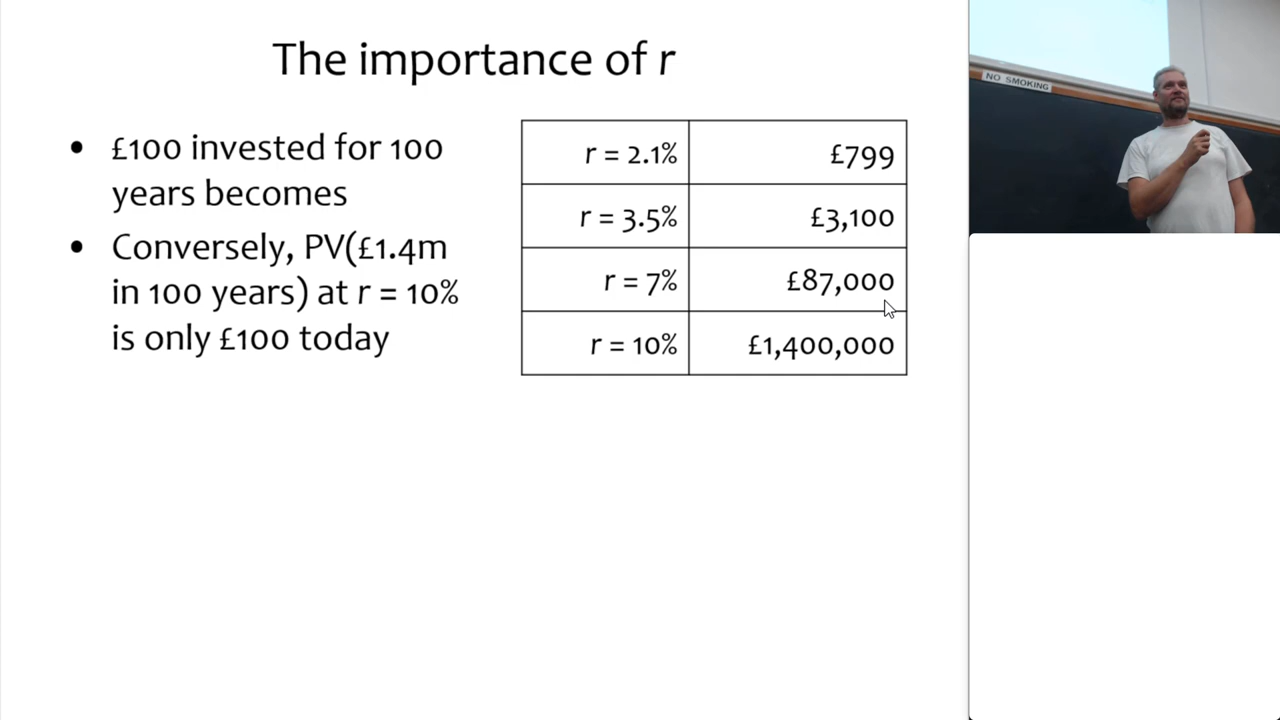 The importance of r
• £100 invested for 100
years becomes
• Conversely, PV(£1.4m
in 100 years) at r = 10%
is only £100 today
r = 2.1% £799
r = 3.5% £3,100
r = 7% £87,000
r = 10% £1,400,000
NO SMOKING